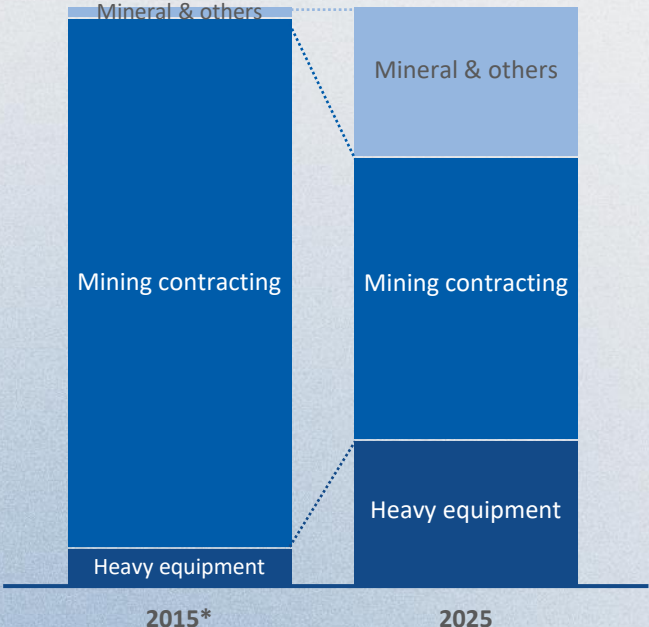 Mineral & others
Mineral & others
Mining contracting
Mining contracting
Heavy equipment
Heavy equipment
2015*
2025